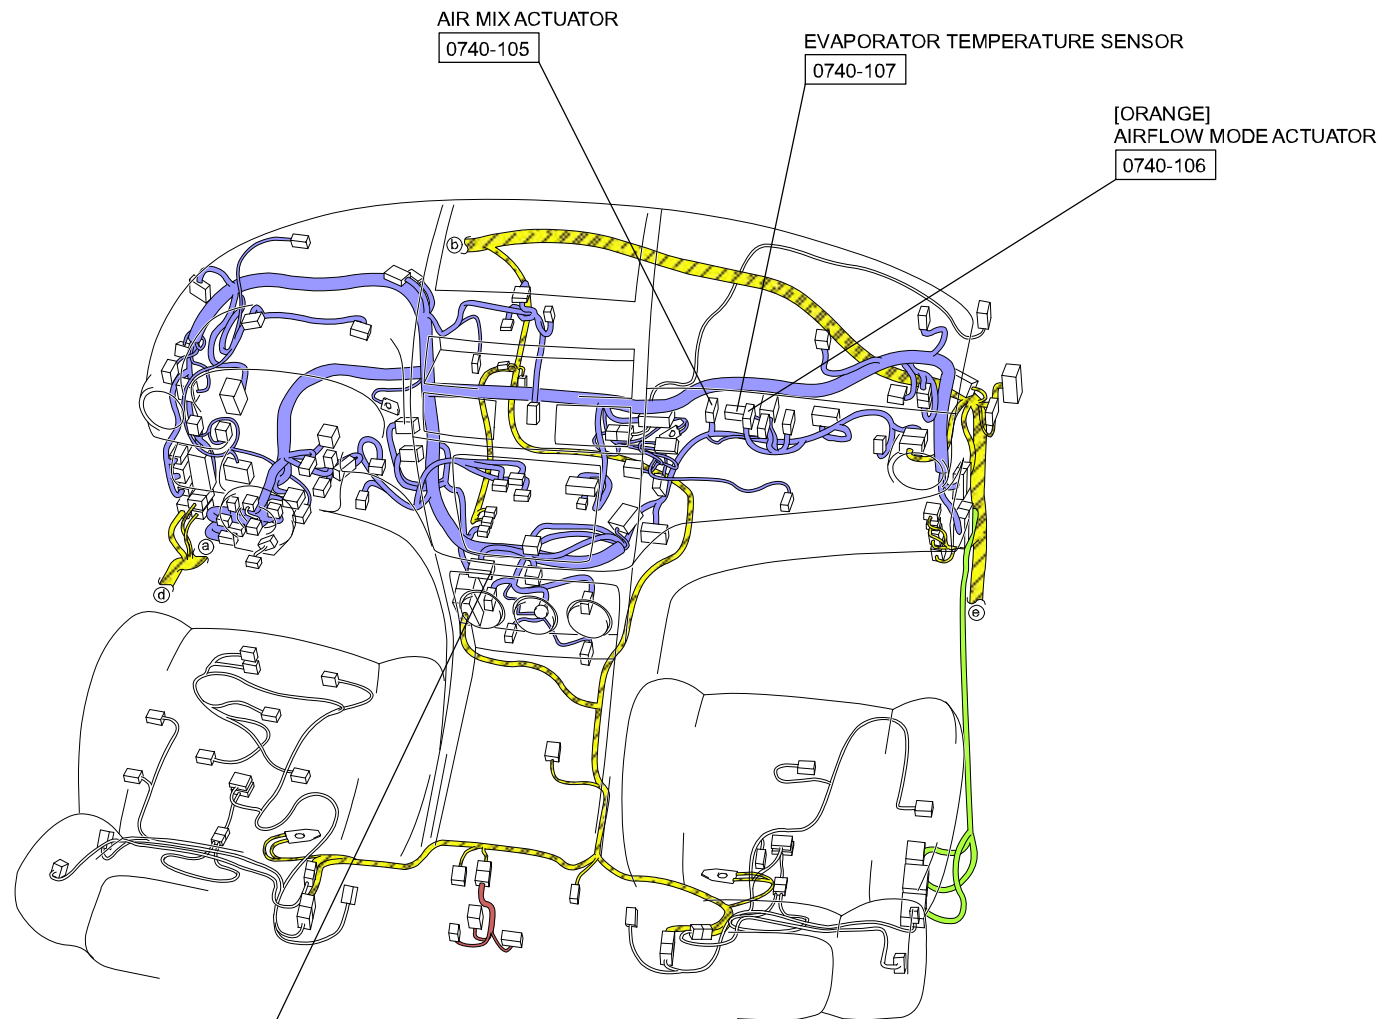 AIR MIX ACTUATOR
0740-105
EVAPORATOR TEMPERATURE SENSOR
0740-107
[ORANGE]
AIRFLOW MODE ACTUATOR
0740-106
b
a
d
e